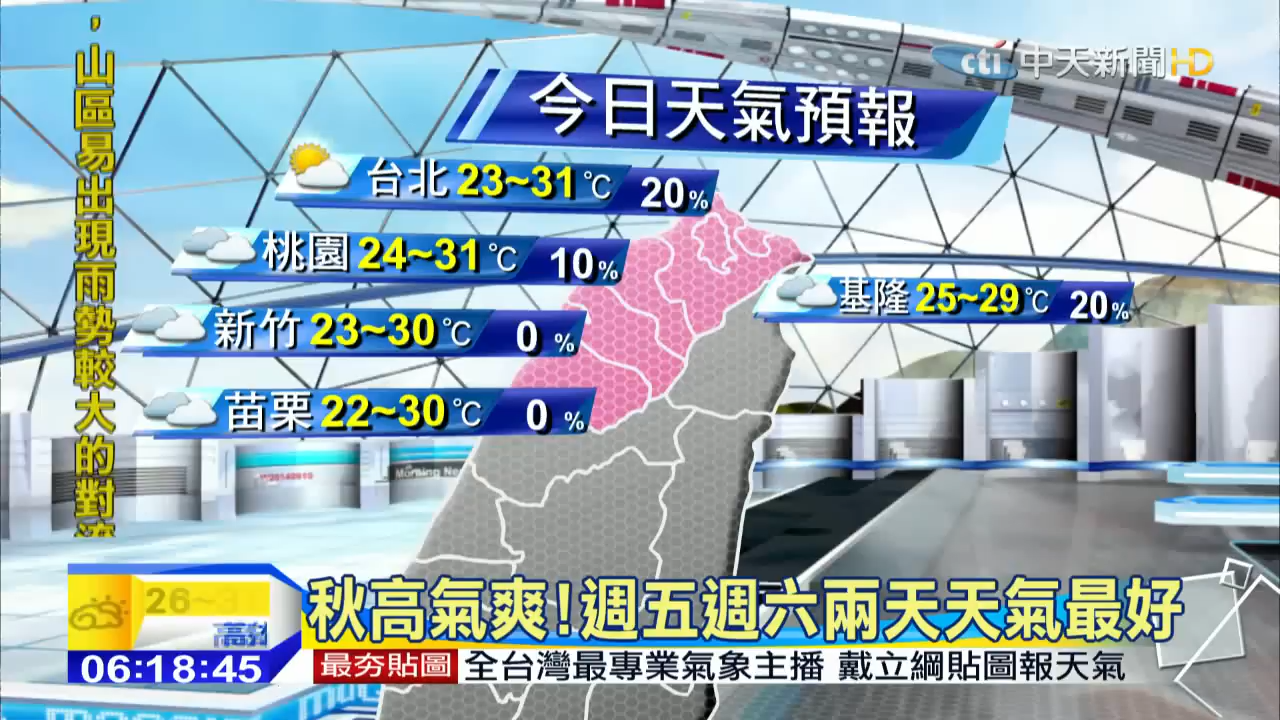 ，山區易出現雨勢較大的對流
cti 中天新聞HD
今日天氣預報
台北 23~31℃ 20%
桃園 24~31℃ 10%
基隆 25~29℃ 20%
新竹 23~30℃ 0%
苗栗 22~30℃ 0%
Morning
秋高氣爽!週五週六兩天天氣最好
高雄
06:18:45
最夯貼圖 全台灣最專業氣象主播 戴立綱貼圖報天氣